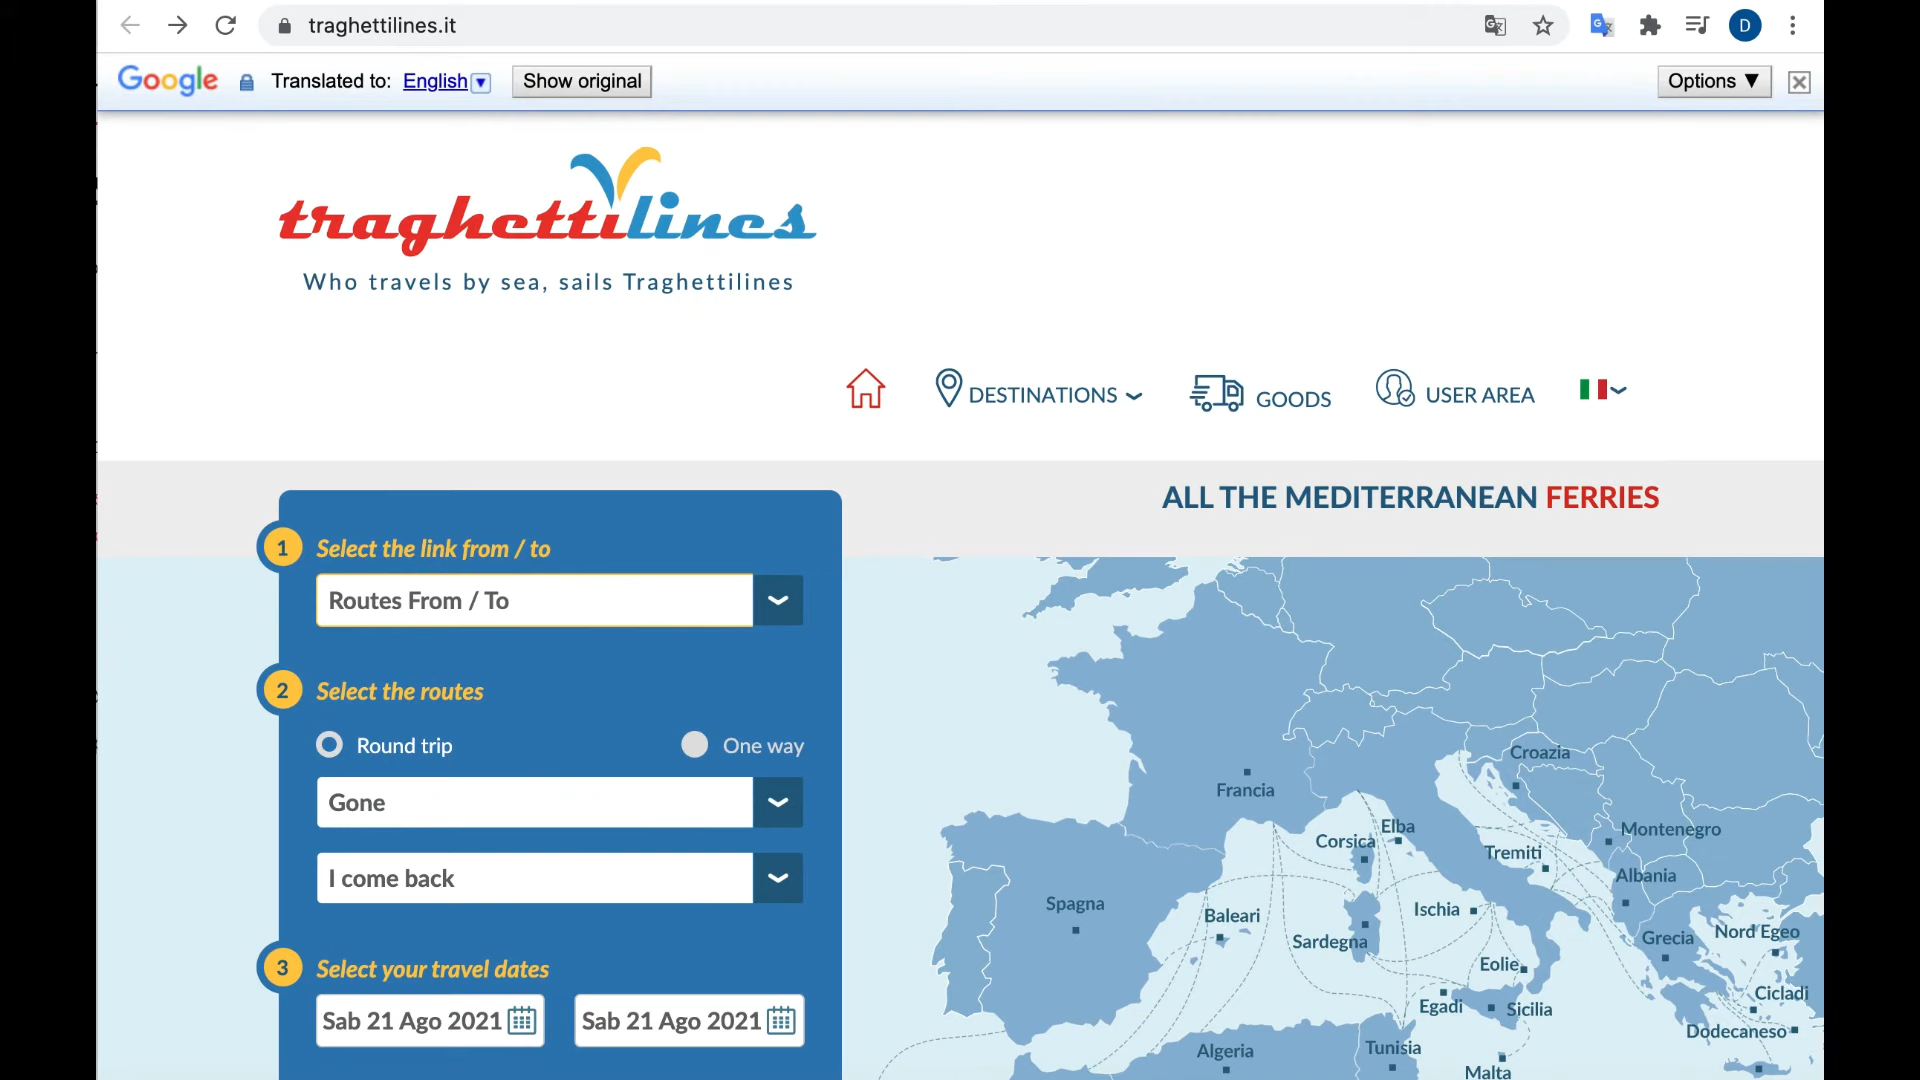 traghettilines.it
D
Google Translated to: English Show original Options ▼
traghettilines
Who travels by sea, sails Traghettilines
DESTINATIONS GOODS USER AREA
ALL THE MEDITERRANEAN FERRIES
1 Select the link from / to
Routes From / To
2 Select the routes
Round trip One way
Gone
I come back
3 Select your travel dates
Sab 21 Ago 2021 Sab 21 Ago 2021
Croazia
Francia
Elba
Corsica
Montenegro
Tremiti
Albania
Spagna
Baleari
Ischia
Sardegna
Grecia
Nord Egeo
Eolie
Egadi
Sicilia
Cicladi
Dodecaneso
Algeria
Tunisia
Malta